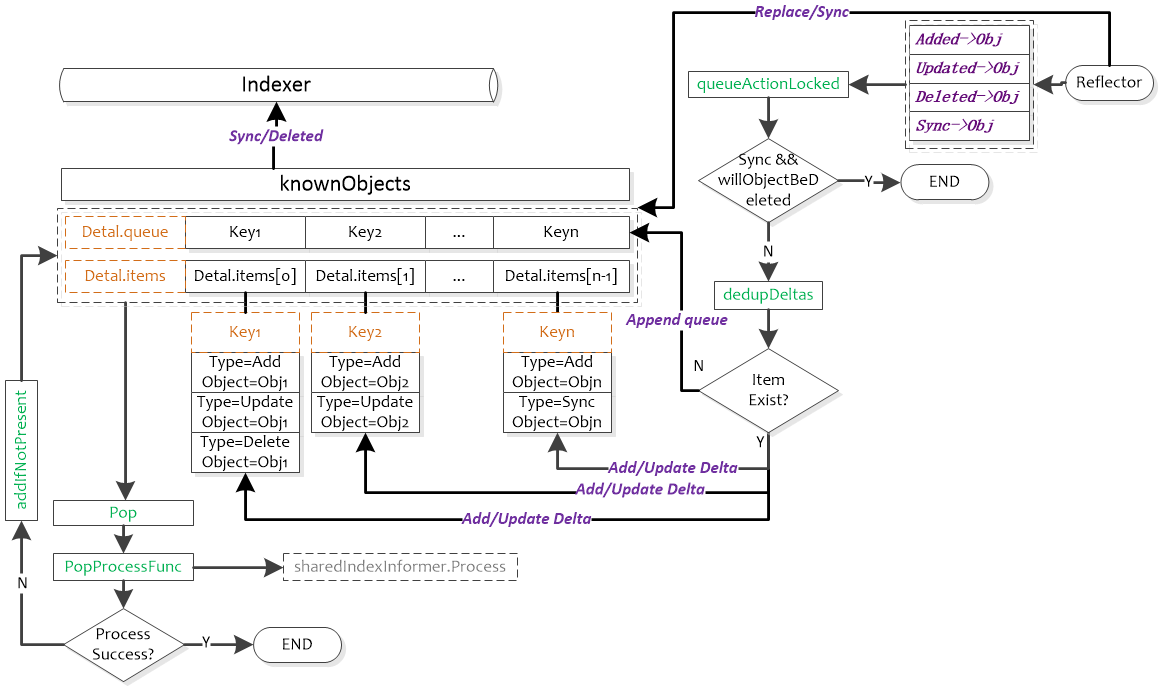 Replace/Sync
Added->Obj
Updated->Obj
Deleted->Obj
Sync->Obj
Reflector
queueActionLocked
Indexer
Sync/Deleted
knownObjects
Sync &&
willObjectBeD
eleted
Y
END
N
Detal.queue
Key1
Key2
...
Keyn
Detal.items
Detal.items[0]
Detal.items[1]
...
Detal.items[n-1]
dedupDeltas
Append queue
N
Item
Exist?
Y
Key1
Type=Add
Object=Obj1
Type=Update
Object=Obj1
Type=Delete
Object=Obj1
Key2
Type=Add
Object=Obj2
Type=Update
Object=Obj2
Keyn
Type=Add
Object=Objn
Type=Sync
Object=Objn
Add/Update Delta
Add/Update Delta
Add/Update Delta
addIfNotPresent
Pop
PopProcessFunc
sharedIndexInformer.Process
N
Process
Success?
Y
END